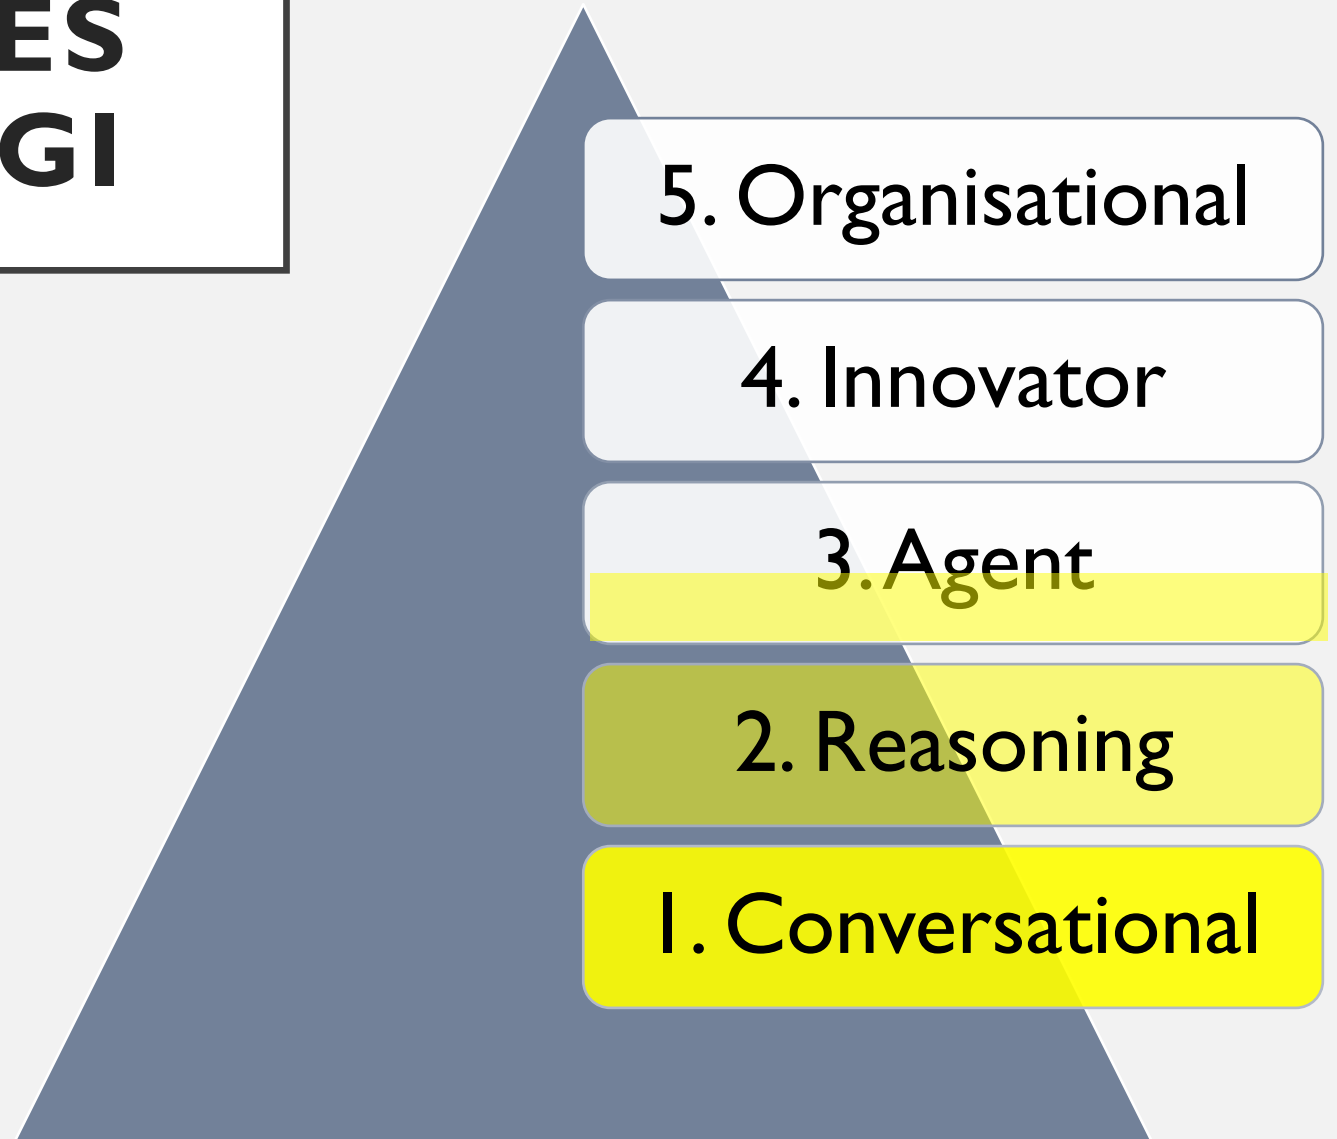 ES
GI
5. Organisational
4. Innovator
3. Agent
2. Reasoning
1. Conversational